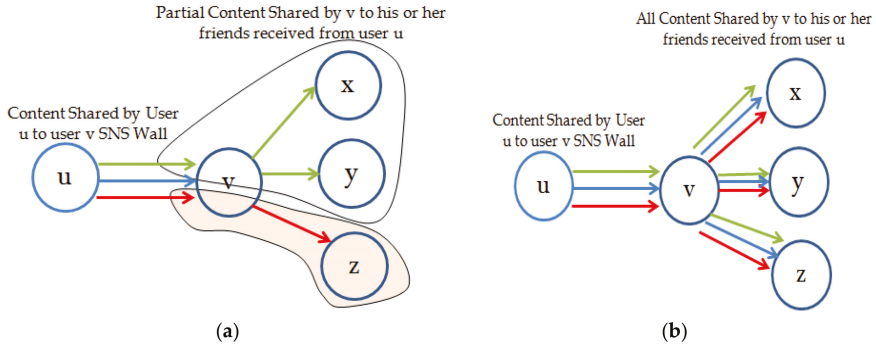 Partial Content Shared by v to his or her
friends received from user u
x
Content Shared by User
u to user v SNS Wall
u
v
y
z
(a)
All Content Shared by v to his or her
friends received from user u
x
Content Shared by User
u to user v SNS Wall
u
v
y
z
(b)